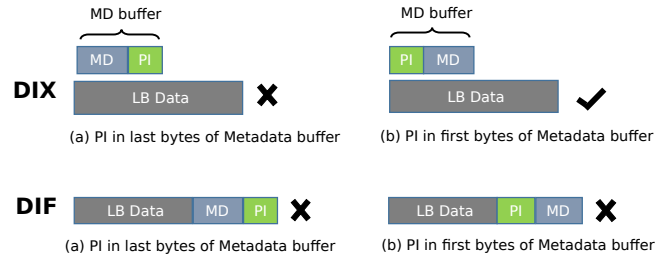 MD buffer
MD buffer
MD PI
PI MD
DIX
LB Data
LB Data
(a) PI in last bytes of Metadata buffer
(b) PI in first bytes of Metadata buffer
DIF
LB Data MD PI
LB Data PI MD
(a) PI in last bytes of Metadata buffer
(b) PI in first bytes of Metadata buffer